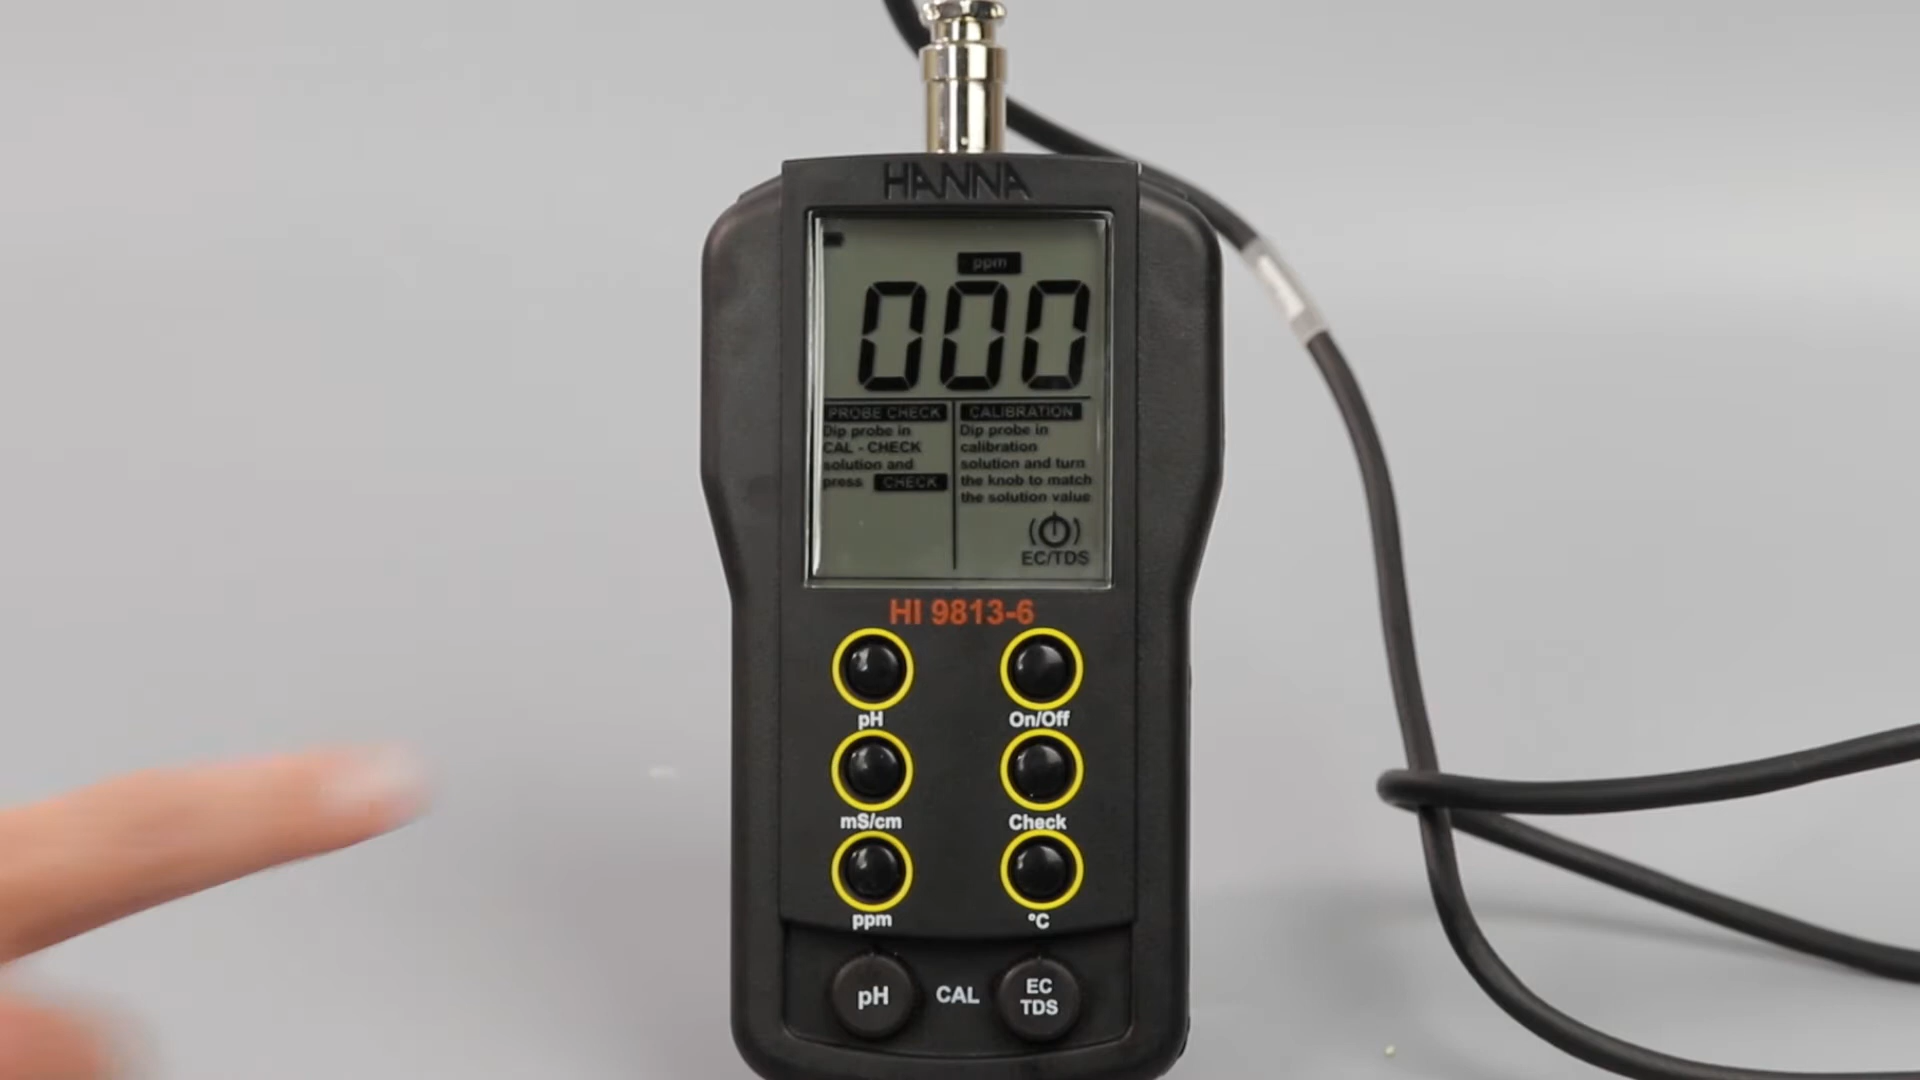 HANNA
ppm
000
PROBE CHECK
Dip probe in
CAL - CHECK
solution and
press CHECK
CALIBRATION
Dip probe in
calibration
solution and turn
the knob to match
the solution value
EC/TDS
HI 9813-6
pH
On/Off
mS/cm
Check
ppm
°C
pH
CAL
EC
TDS